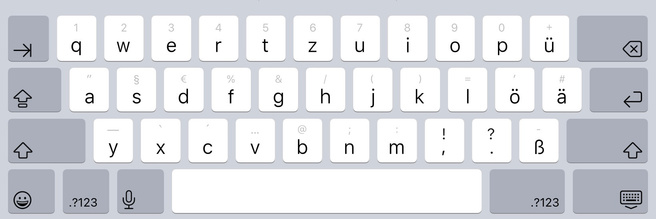 1 2 3 4 5 6 7 8 9 0 +
q w e r t z u i o p ü
" § € % & / ( ) = ' #
a s d f g h j k l ö ä
— ` ´ … @ ; : ! ? -
y x c v b n m , . ß
.?123 .?123